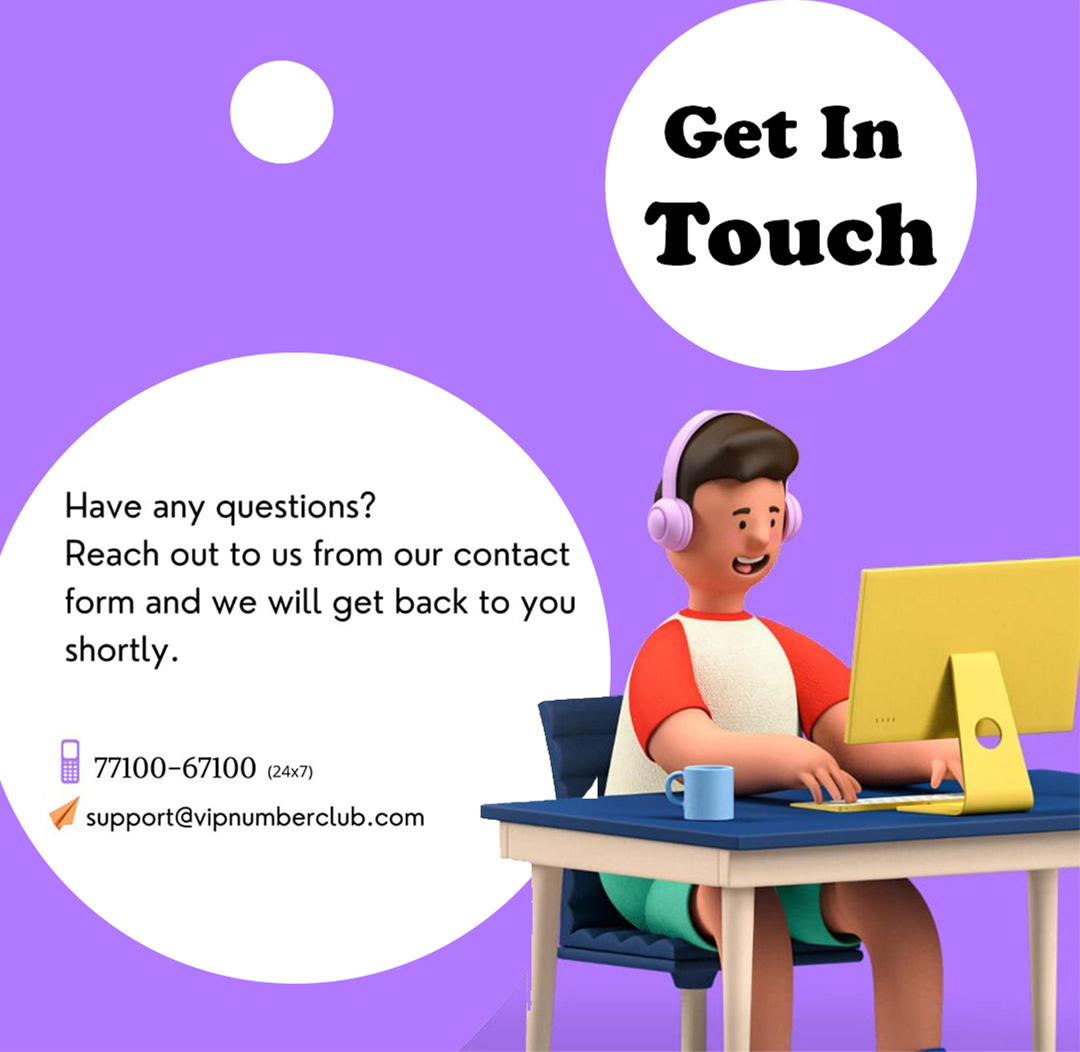 Get In
Touch
Have any questions?
Reach out to us from our contact
form and we will get back to you
shortly.
77100-67100 (24x7)
support@vipnumberclub.com